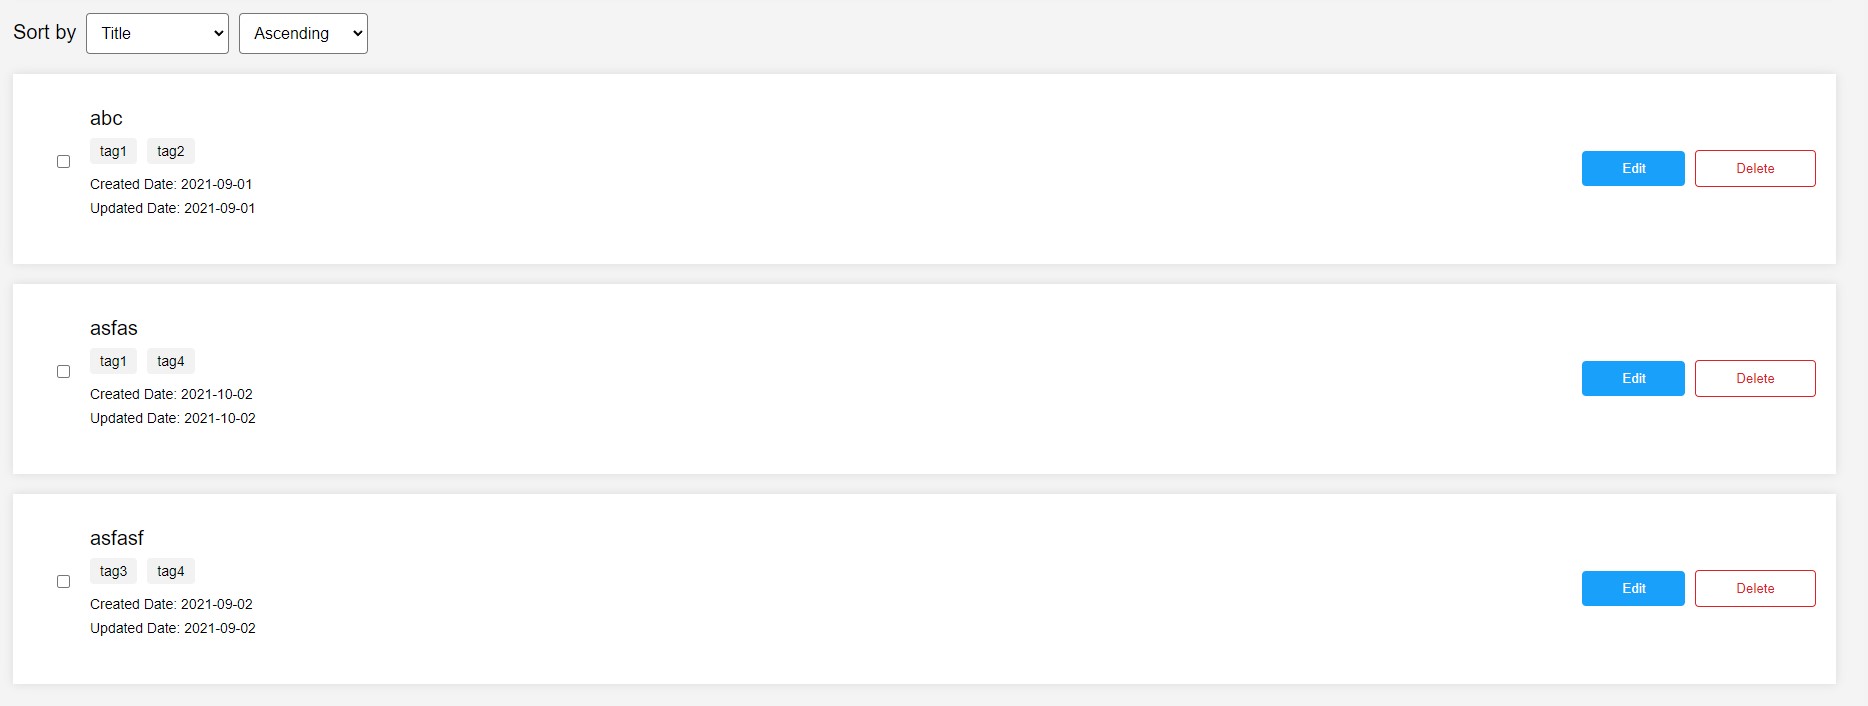 Sort by Title Ascending
abc
tag1 tag2
Created Date: 2021-09-01
Updated Date: 2021-09-01
Edit Delete
asfas
tag1 tag4
Created Date: 2021-10-02
Updated Date: 2021-10-02
Edit Delete
asfasf
tag3 tag4
Created Date: 2021-09-02
Updated Date: 2021-09-02
Edit Delete